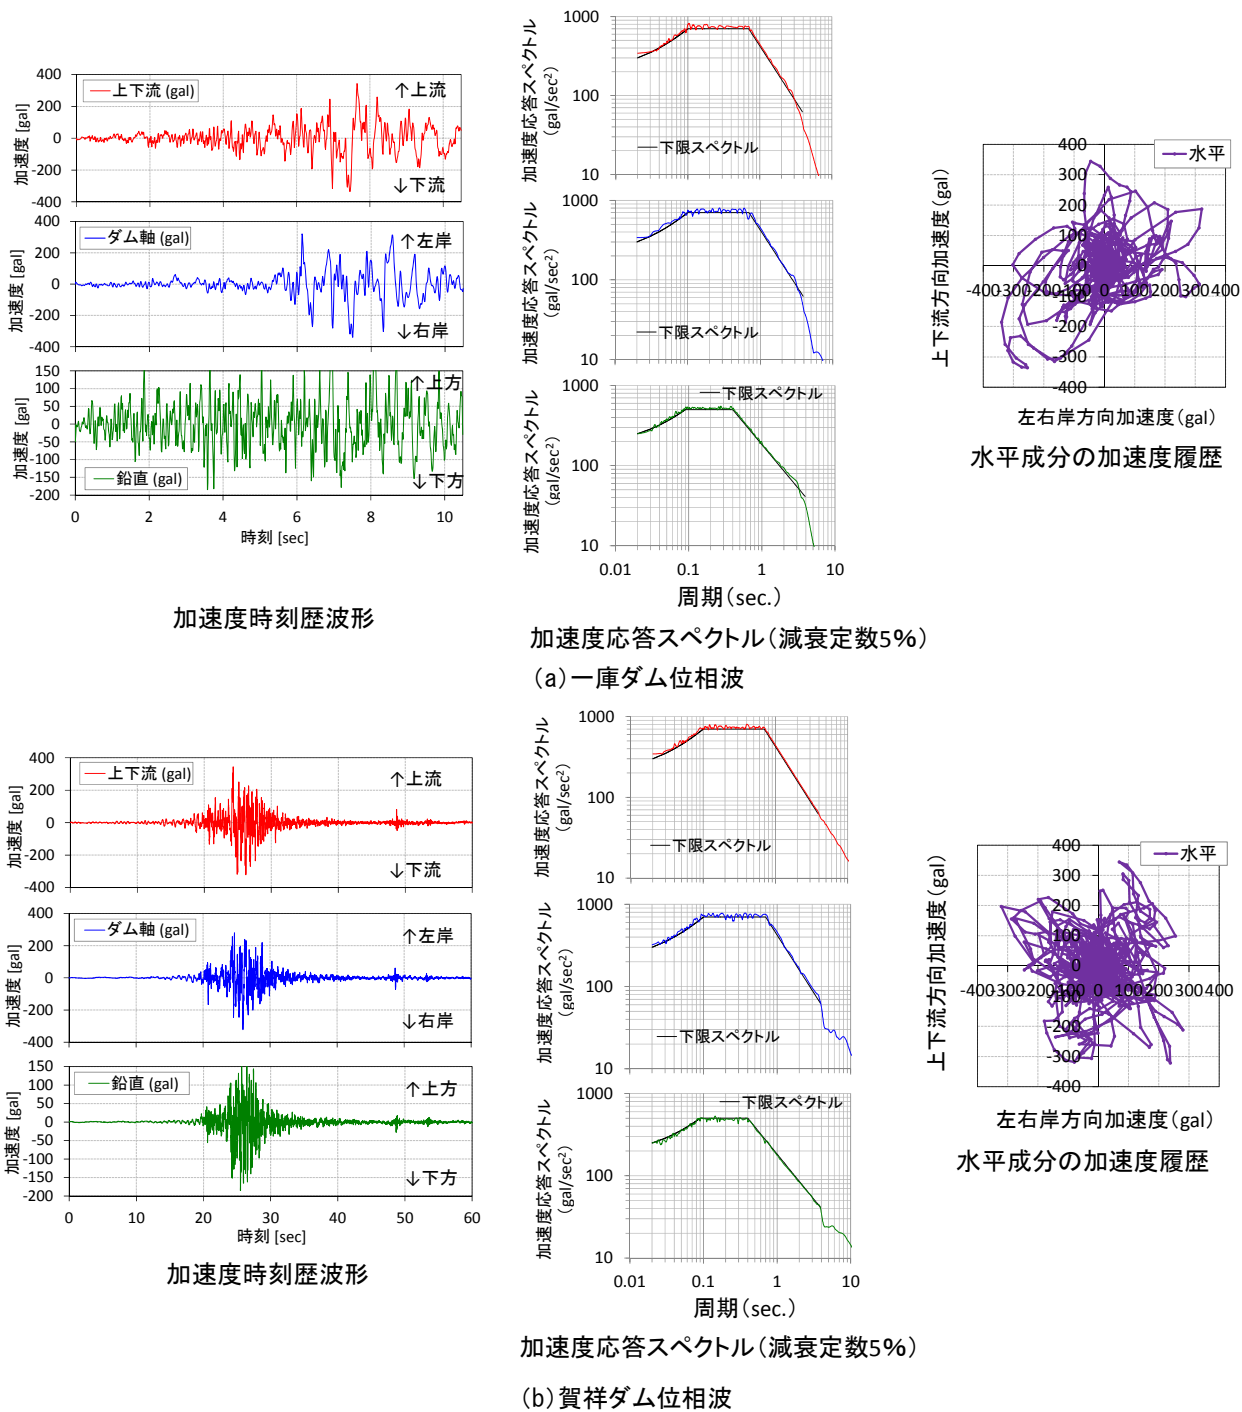 400
200
0
-200
-400
加速度 [gal]
上下流 (gal)
↑上流
↓下流
400
200
0
-200
-400
加速度 [gal]
ダム軸 (gal)
↑左岸
↓右岸
150
100
50
0
-50
-100
-150
-200
加速度 [gal]
鉛直 (gal)
↑上方
↓下方
0 2 4 6 8 10
時刻 [sec]
加速度時刻歴波形
1000
100
10
加速度応答スペクトル
(gal/sec²)
下限スペクトル
1000
100
10
加速度応答スペクトル
(gal/sec²)
下限スペクトル
1000
100
10
加速度応答スペクトル
(gal/sec²)
下限スペクトル
0.01 0.1 1 10
周期(sec.)
加速度応答スペクトル(減衰定数5%)
400
300
200
100
0
-100
-200
-300
-400
水平
-400 -300 -200 -100 0 100 200 300 400
上下流方向加速度(gal)
左右岸方向加速度(gal)
水平成分の加速度履歴
(a)一庫ダム位相波
400
200
0
-200
-400
加速度 [gal]
上下流 (gal)
↑上流
↓下流
400
200
0
-200
-400
加速度 [gal]
ダム軸 (gal)
↑左岸
↓右岸
150
100
50
0
-50
-100
-150
-200
加速度 [gal]
鉛直 (gal)
↑上方
↓下方
0 10 20 30 40 50 60
時刻 [sec]
加速度時刻歴波形
1000
100
10
加速度応答スペクトル
(gal/sec²)
下限スペクトル
1000
100
10
加速度応答スペクトル
(gal/sec²)
下限スペクトル
1000
100
10
加速度応答スペクトル
(gal/sec²)
下限スペクトル
0.01 0.1 1 10
周期(sec.)
加速度応答スペクトル(減衰定数5%)
400
300
200
100
0
-100
-200
-300
-400
水平
-400 -300 -200 -100 0 100 200 300 400
上下流方向加速度(gal)
左右岸方向加速度(gal)
水平成分の加速度履歴
(b)賀祥ダム位相波